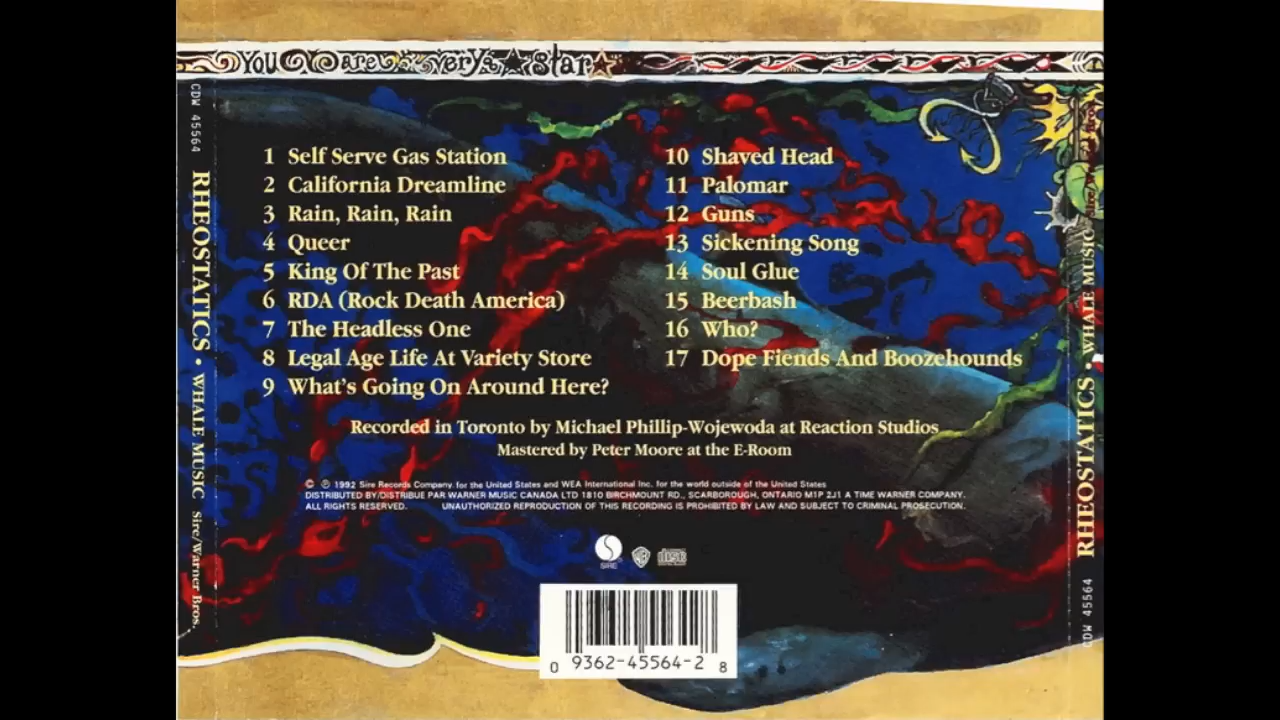 YOU are very star
1 Self Serve Gas Station
2 California Dreamline
3 Rain, Rain, Rain
4 Queer
5 King Of The Past
6 RDA (Rock Death America)
7 The Headless One
8 Legal Age Life At Variety Store
9 What's Going On Around Here?
10 Shaved Head
11 Palomar
12 Guns
13 Sickening Song
14 Soul Glue
15 Beerbash
16 Who?
17 Dope Fiends And Boozehounds
Recorded in Toronto by Michael Phillip-Wojewoda at Reaction Studios
Mastered by Peter Moore at the E-Room
© ℗ 1992 Sire Records Company for the United States and WEA International Inc. for the world outside of the United States
DISTRIBUTED BY/DISTRIBUE PAR WARNER MUSIC CANADA LTD 1810 BIRCHMOUNT RD., SCARBOROUGH, ONTARIO M1P 2J1 A TIME WARNER COMPANY.
ALL RIGHTS RESERVED. UNAUTHORIZED REPRODUCTION OF THIS RECORDING IS PROHIBITED BY LAW AND SUBJECT TO CRIMINAL PROSECUTION.
SIRE
disc
0 9362-45564-2 8
CDW 45564 RHEOSTATICS • WHALE MUSIC Sire/Warner Bros.
CDW 45564 RHEOSTATICS • WHALE MUSIC